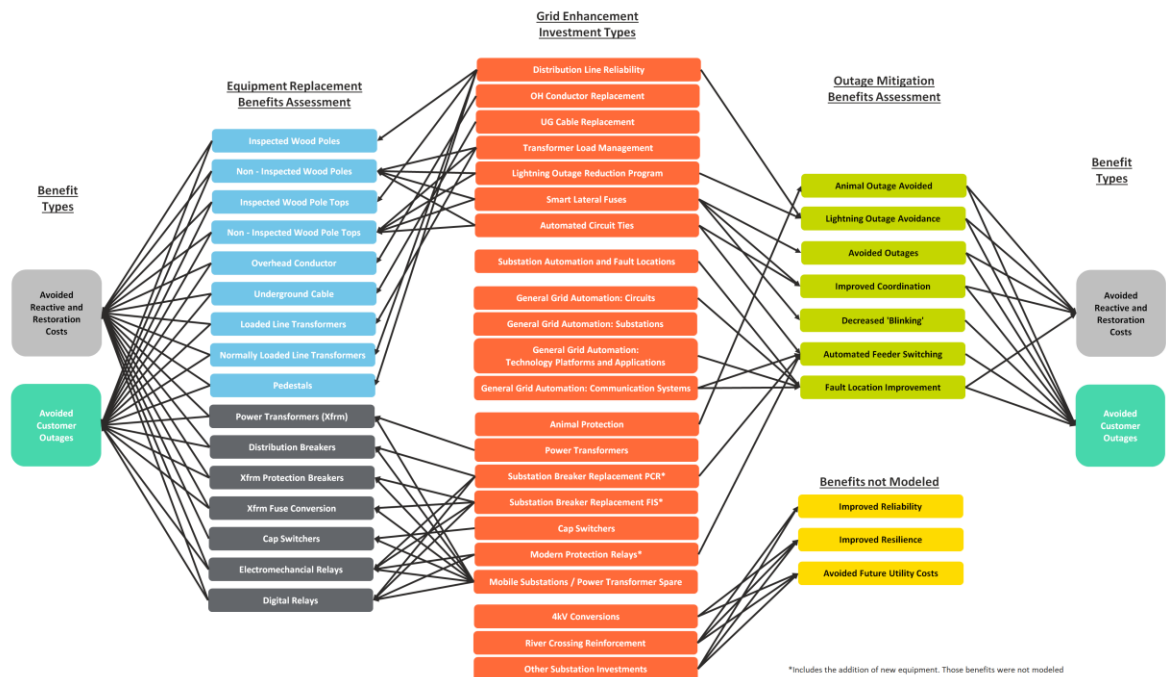 Grid Enhancement
Investment Types
Equipment Replacement
Benefits Assessment
Outage Mitigation
Benefits Assessment
Benefit
Types
Benefit
Types
Avoided
Reactive and
Restoration
Costs
Avoided
Customer
Outages
Inspected Wood Poles
Non - Inspected Wood Poles
Inspected Wood Pole Tops
Non - Inspected Wood Pole Tops
Overhead Conductor
Underground Cable
Loaded Line Transformers
Normally Loaded Line Transformers
Pedestals
Power Transformers (Xfrm)
Distribution Breakers
Xfrm Protection Breakers
Xfrm Fuse Conversion
Cap Switchers
Electromechancial Relays
Digital Relays
Distribution Line Reliability
OH Conductor Replacement
UG Cable Replacement
Transformer Load Management
Lightning Outage Reduction Program
Smart Lateral Fuses
Automated Circuit Ties
Substation Automation and Fault Locations
General Grid Automation: Circuits
General Grid Automation: Substations
General Grid Automation:
Technology Platforms and Applications
General Grid Automation: Communication Systems
Animal Protection
Power Transformers
Substation Breaker Replacement PCR*
Substation Breaker Replacement FIS*
Cap Switchers
Modern Protection Relays*
Mobile Substations / Power Transformer Spare
4kV Conversions
River Crossing Reinforcement
Other Substation Investments
Animal Outage Avoided
Lightning Outage Avoidance
Avoided Outages
Improved Coordination
Decreased 'Blinking'
Automated Feeder Switching
Fault Location Improvement
Benefits not Modeled
Improved Reliability
Improved Resilience
Avoided Future Utility Costs
Avoided
Reactive and
Restoration
Costs
Avoided
Customer
Outages
*Includes the addition of new equipment. Those benefits were not modeled